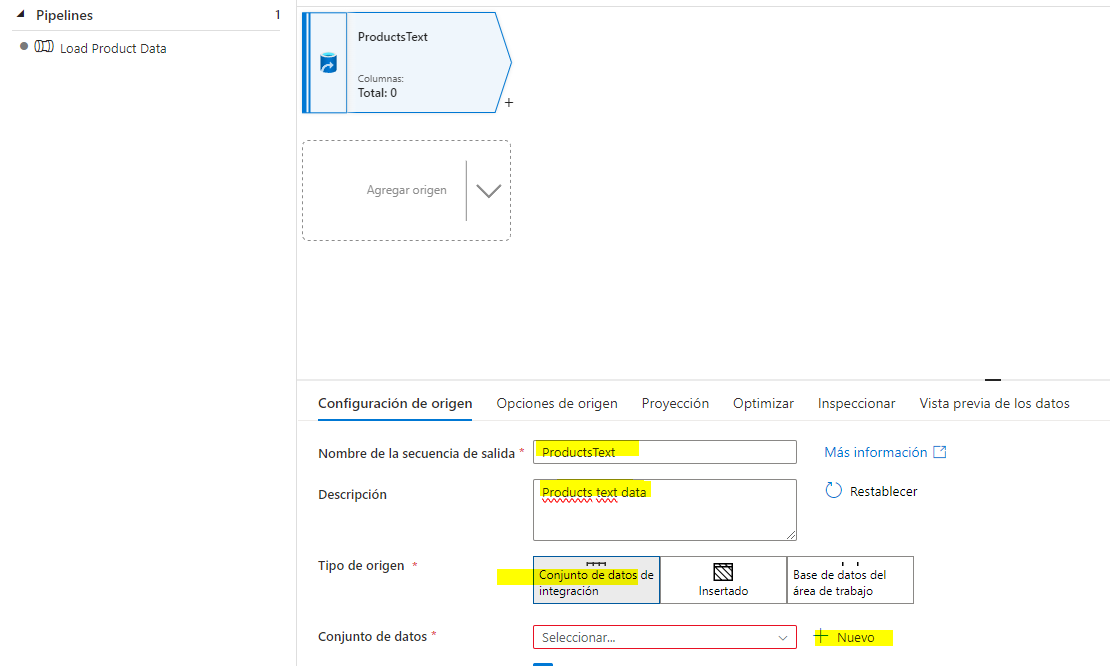 Pipelines 1
Load Product Data
ProductsText
Columnas:
Total: 0
+
Agregar origen
Configuración de origen Opciones de origen Proyección Optimizar Inspeccionar Vista previa de los datos
Nombre de la secuencia de salida * ProductsText Más información
Descripción Products text data Restablecer
Tipo de origen * Conjunto de datos de integración Insertado Base de datos del área de trabajo
Conjunto de datos * Seleccionar... + Nuevo